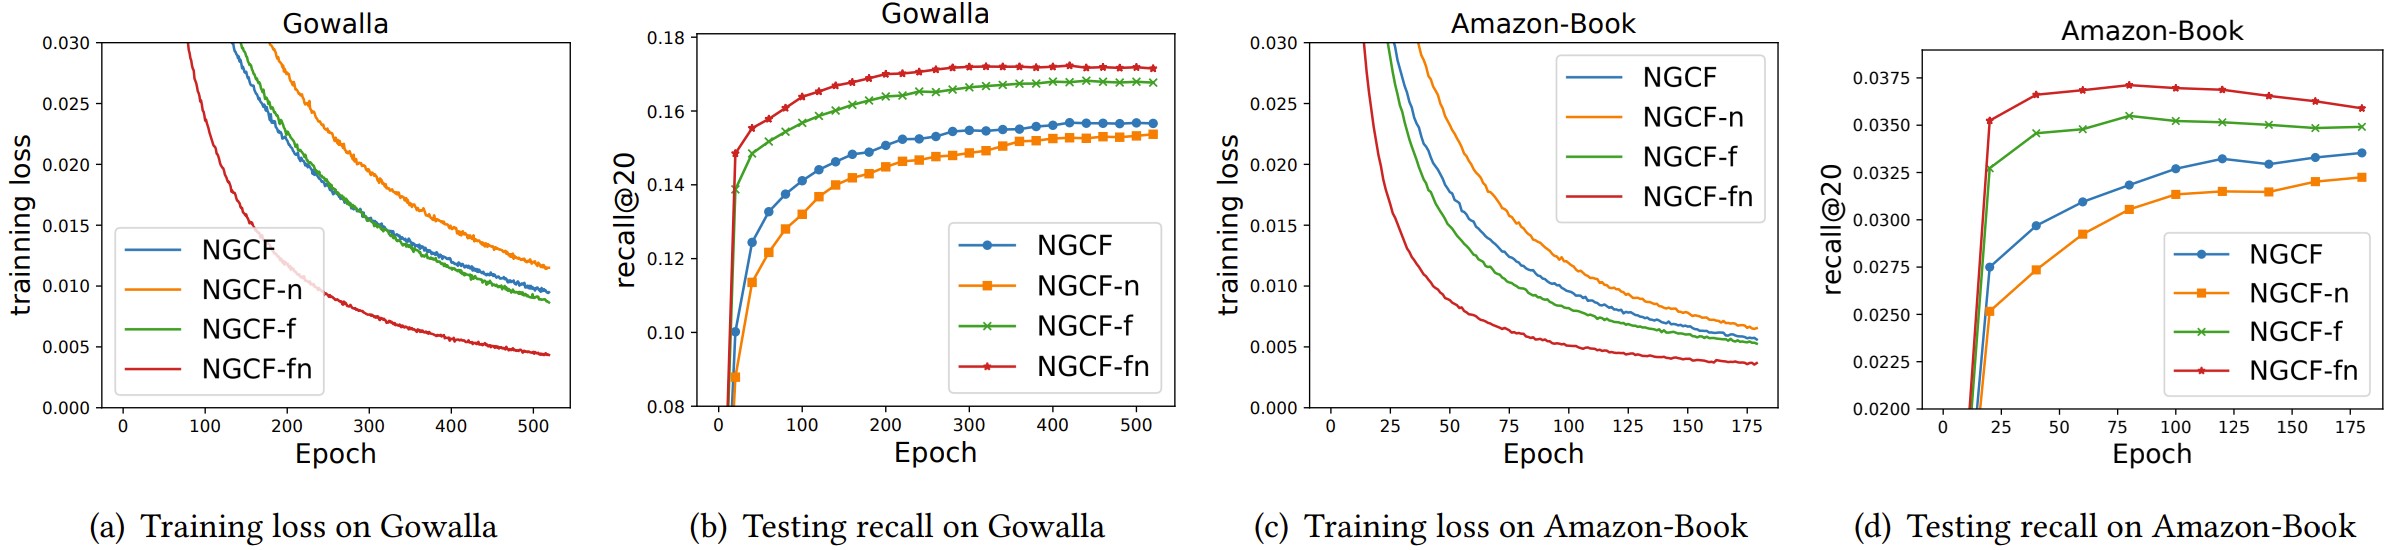 Gowalla
0.030
0.025
0.020
0.015
0.010
0.005
0.000
trainning loss
NGCF
NGCF-n
NGCF-f
NGCF-fn
0 100 200 300 400 500
Epoch
(a) Training loss on Gowalla
Gowalla
0.18
0.16
0.14
0.12
0.10
0.08
recall@20
NGCF
NGCF-n
NGCF-f
NGCF-fn
0 100 200 300 400 500
Epoch
(b) Testing recall on Gowalla
Amazon-Book
0.030
0.025
0.020
0.015
0.010
0.005
0.000
trainning loss
NGCF
NGCF-n
NGCF-f
NGCF-fn
0 25 50 75 100 125 150 175
Epoch
(c) Training loss on Amazon-Book
Amazon-Book
0.0375
0.0350
0.0325
0.0300
0.0275
0.0250
0.0225
0.0200
recall@20
NGCF
NGCF-n
NGCF-f
NGCF-fn
0 25 50 75 100 125 150 175
Epoch
(d) Testing recall on Amazon-Book